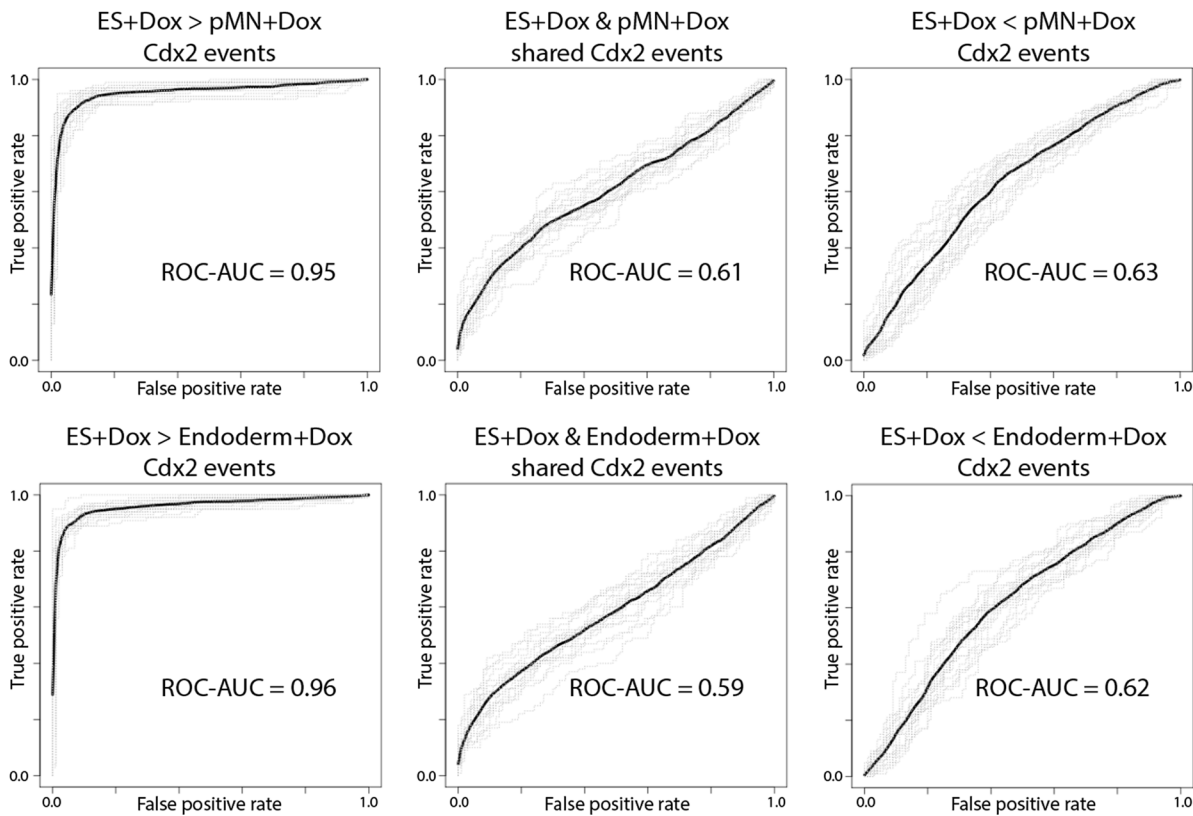 ES+Dox > pMN+Dox
Cdx2 events
1.0
True positive rate
ROC-AUC = 0.95
0.0
0.0
False positive rate
1.0
ES+Dox & pMN+Dox
shared Cdx2 events
1.0
True positive rate
ROC-AUC = 0.61
0.0
0.0
False positive rate
1.0
ES+Dox < pMN+Dox
Cdx2 events
1.0
True positive rate
ROC-AUC = 0.63
0.0
0.0
False positive rate
1.0
ES+Dox > Endoderm+Dox
Cdx2 events
1.0
True positive rate
ROC-AUC = 0.96
0.0
0.0
False positive rate
1.0
ES+Dox & Endoderm+Dox
shared Cdx2 events
1.0
True positive rate
ROC-AUC = 0.59
0.0
0.0
False positive rate
1.0
ES+Dox < Endoderm+Dox
Cdx2 events
1.0
True positive rate
ROC-AUC = 0.62
0.0
0.0
False positive rate
1.0